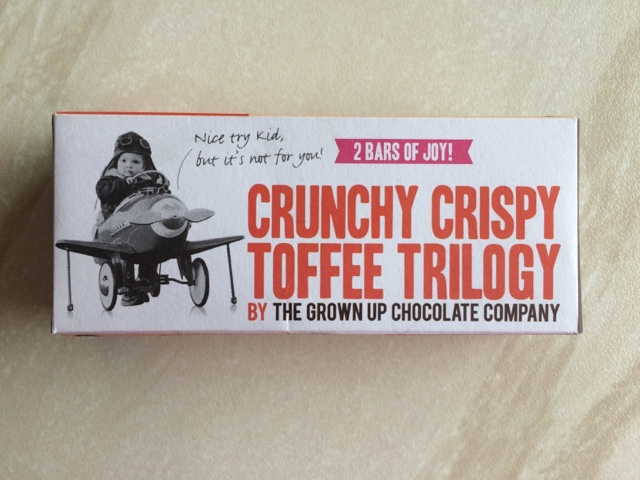 Nice try Kid,
but it's not for you!
2 BARS OF JOY!
CRUNCHY CRISPY
TOFFEE TRILOGY
BY THE GROWN UP CHOCOLATE COMPANY